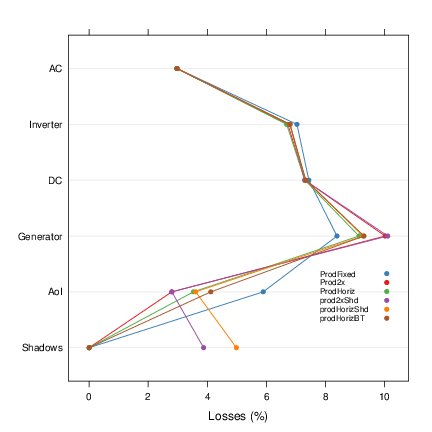 AC
Inverter
DC
Generator
AoI
Shadows
ProdFixed
Prod2x
ProdHoriz
prod2xShd
prodHorizShd
prodHorizBT
0 2 4 6 8 10
Losses (%)